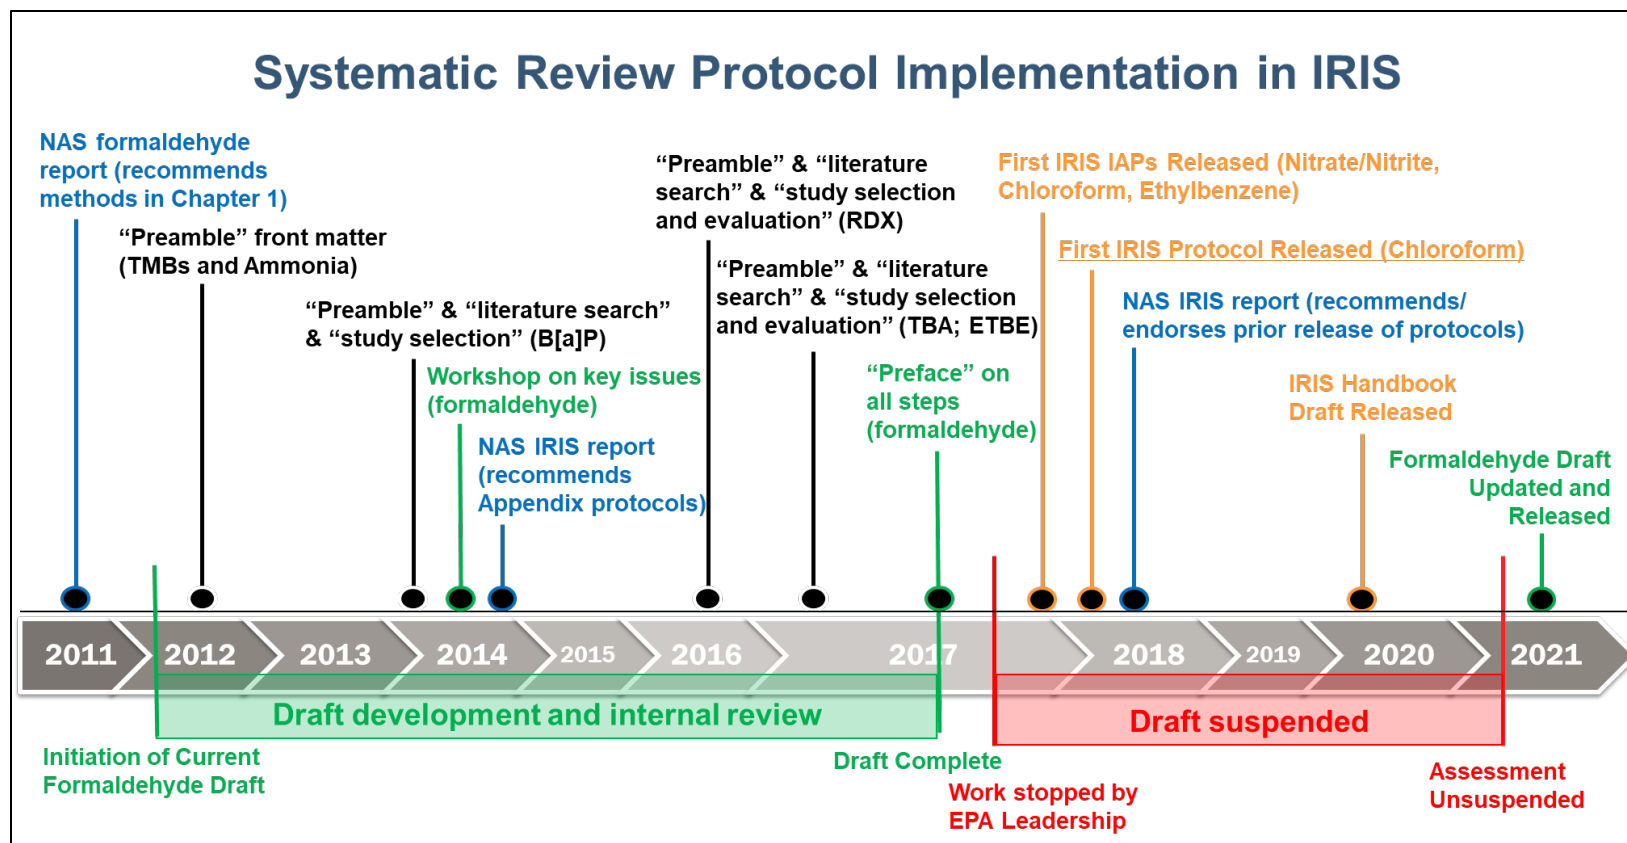 Systematic Review Protocol Implementation in IRIS
NAS formaldehyde
report (recommends
methods in Chapter 1)
“Preamble” front matter
(TMBs and Ammonia)
“Preamble” & “literature search”
& “study selection” (B[a]P)
Workshop on key issues
(formaldehyde)
NAS IRIS report
(recommends
Appendix protocols)
“Preamble” & “literature
search” & “study selection
and evaluation” (RDX)
“Preamble” & “literature
search” & “study selection
and evaluation” (TBA; ETBE)
“Preface” on
all steps
(formaldehyde)
First IRIS IAPs Released (Nitrate/Nitrite,
Chloroform, Ethylbenzene)
First IRIS Protocol Released (Chloroform)
NAS IRIS report (recommends/
endorses prior release of protocols)
IRIS Handbook
Draft Released
Formaldehyde Draft
Updated and
Released
2011
2012
2013
2014
2015
2016
2017
2018
2019
2020
2021
Draft development and internal review
Draft suspended
Initiation of Current
Formaldehyde Draft
Draft Complete
Work stopped by
EPA Leadership
Assessment
Unsuspended